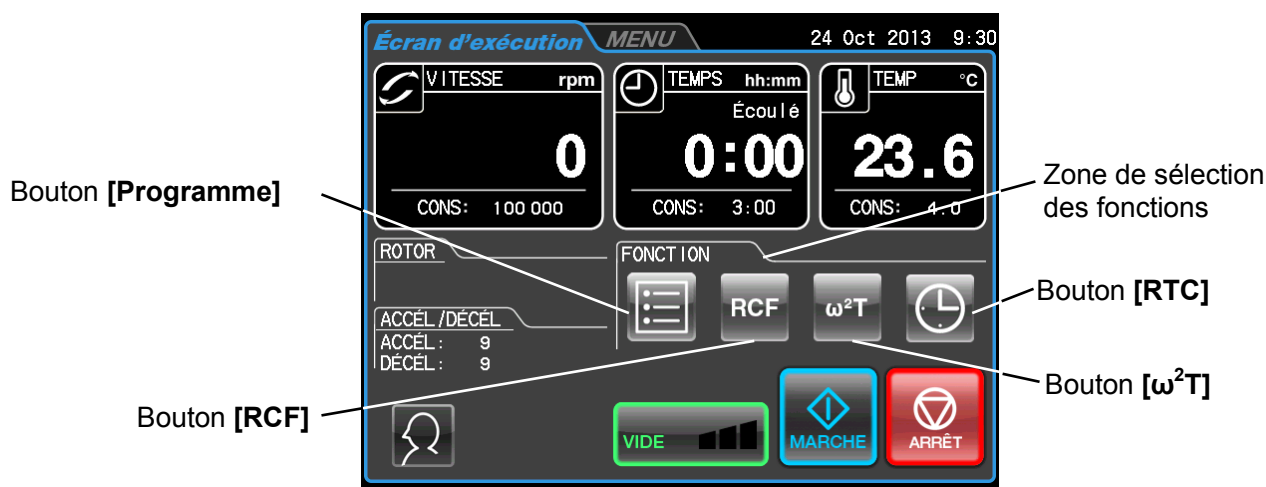 Écran d'exécution MENU 24 Oct 2013 9:30
VITESSE rpm
0
CONS: 100 000
TEMPS hh:mm
Écoulé
0:00
CONS: 3:00
TEMP °C
23.6
CONS: 4.0
Bouton [Programme]
Zone de sélection
des fonctions
ROTOR
FONCTION
RCF
ω²T
Bouton [RTC]
ACCÉL/DÉCÉL
ACCÉL: 9
DÉCÉL: 9
Bouton [ω²T]
Bouton [RCF]
VIDE
MARCHE
ARRÊT